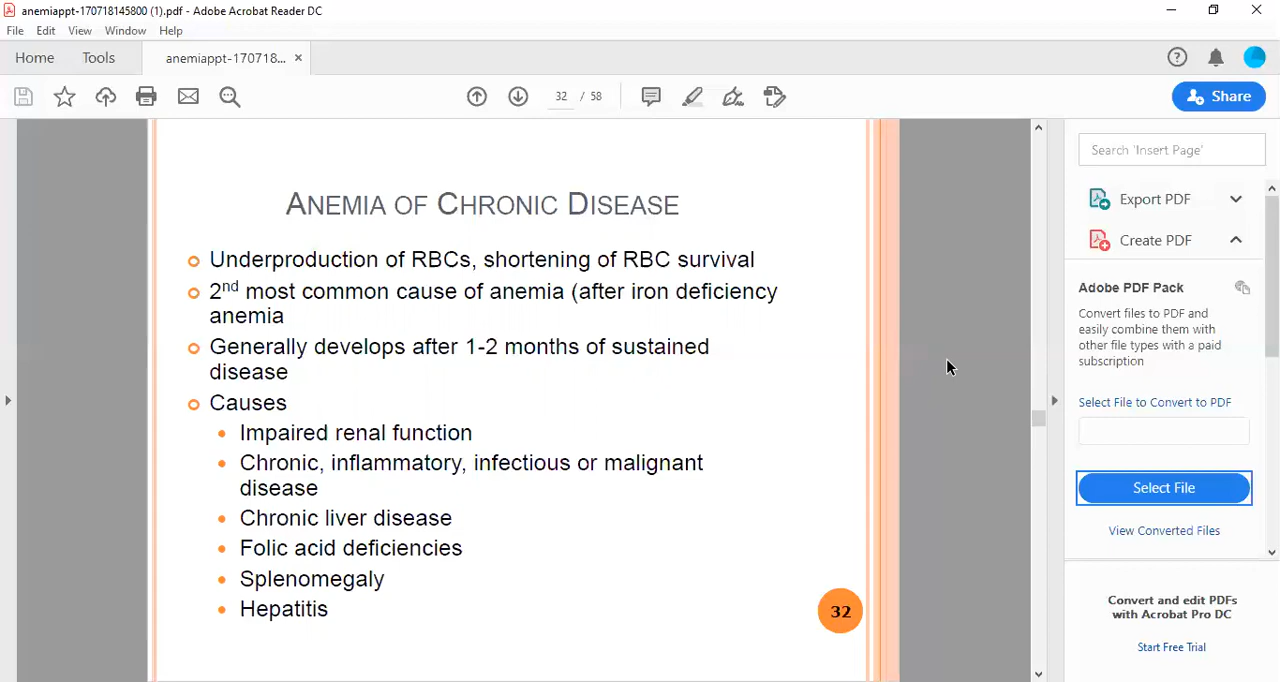 anemiappt-170718145800 (1).pdf - Adobe Acrobat Reader DC
File Edit View Window Help
Home Tools anemiappt-170718... ×
32 / 58
Share
ANEMIA OF CHRONIC DISEASE
Underproduction of RBCs, shortening of RBC survival
2nd most common cause of anemia (after iron deficiency
anemia
Generally develops after 1-2 months of sustained
disease
Causes
Impaired renal function
Chronic, inflammatory, infectious or malignant
disease
Chronic liver disease
Folic acid deficiencies
Splenomegaly
Hepatitis
32
Search 'Insert Page'
Export PDF
Create PDF
Adobe PDF Pack
Convert files to PDF and
easily combine them with
other file types with a paid
subscription
Select File to Convert to PDF
Select File
View Converted Files
Convert and edit PDFs
with Acrobat Pro DC
Start Free Trial